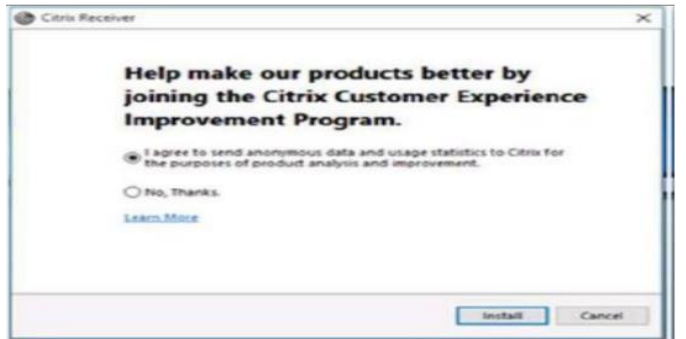 Citrix Receiver
Help make our products better by
joining the Citrix Customer Experience
Improvement Program.
I agree to send anonymous data and usage statistics to Citrix for
the purposes of product analysis and improvement.
No, Thanks.
Learn More
Install Cancel